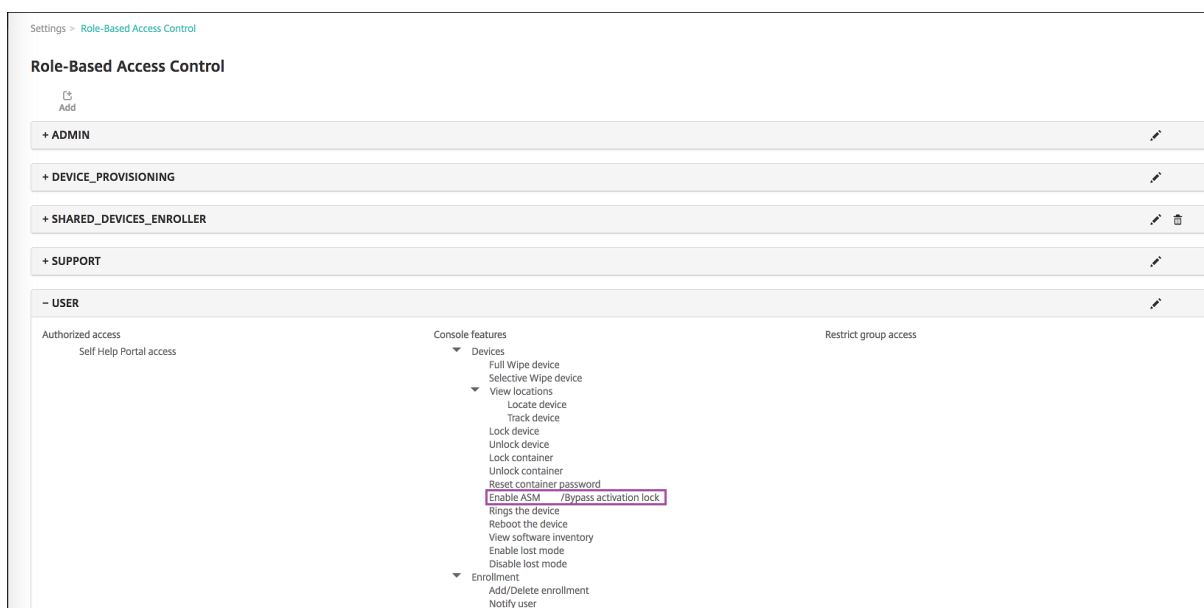 Settings > Role-Based Access Control
Role-Based Access Control
Add
+ ADMIN
+ DEVICE_PROVISIONING
+ SHARED_DEVICES_ENROLLER
+ SUPPORT
– USER
Authorized access
Self Help Portal access
Console features
Devices
Full Wipe device
Selective Wipe device
View locations
Locate device
Track device
Lock device
Unlock device
Lock container
Unlock container
Reset container password
Enable ASM /Bypass activation lock
Rings the device
Reboot the device
View software inventory
Enable lost mode
Disable lost mode
Enrollment
Add/Delete enrollment
Notify user
Restrict group access